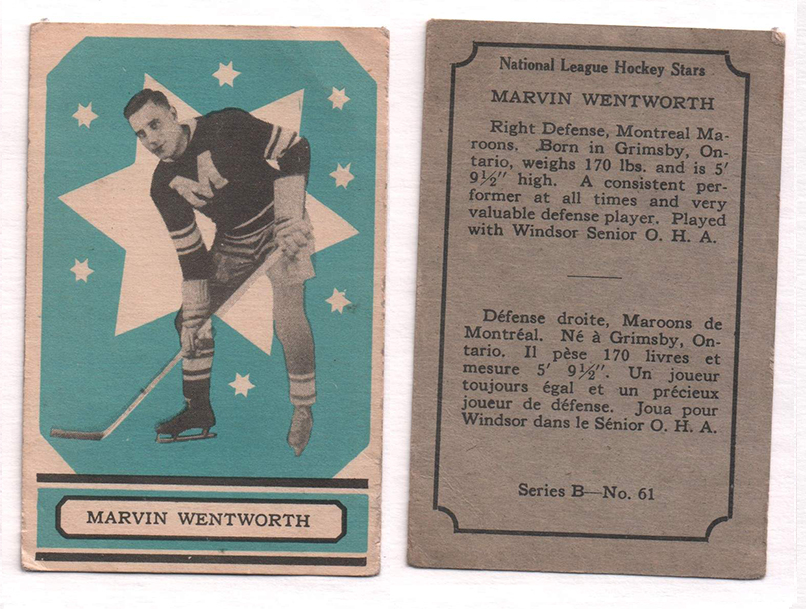 M
MARVIN WENTWORTH
National League Hockey Stars
MARVIN WENTWORTH
Right Defense, Montreal Ma-
roons. Born in Grimsby, On-
tario, weighs 170 lbs. and is 5'
9½" high. A consistent per-
former at all times and very
valuable defense player. Played
with Windsor Senior O. H. A.
Défense droite, Maroons de
Montréal. Né à Grimsby, On-
tario. Il pèse 170 livres et
mesure 5' 9½". Un joueur
toujours égal et un précieux
joueur de défense. Joua pour
Windsor dans le Sénior O. H. A.
Series B—No. 61